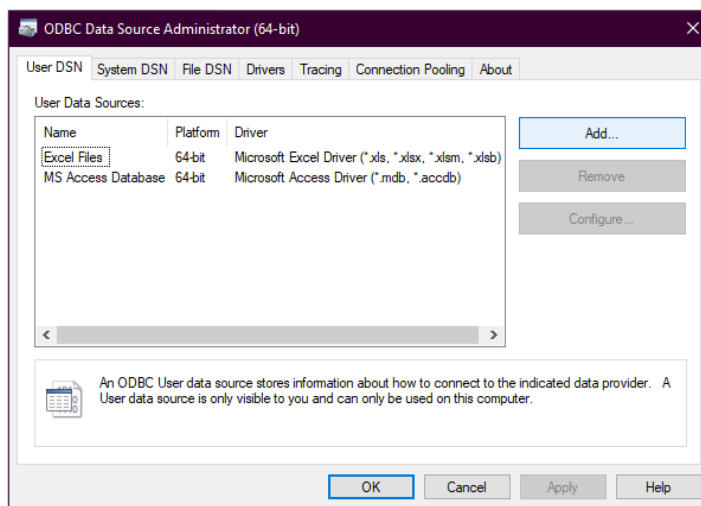 ODBC Data Source Administrator (64-bit)
User DSN System DSN File DSN Drivers Tracing Connection Pooling About
User Data Sources:
Name Platform Driver
Excel Files 64-bit Microsoft Excel Driver (*.xls, *.xlsx, *.xlsm, *.xlsb)
MS Access Database 64-bit Microsoft Access Driver (*.mdb, *.accdb)
Add...
Remove
Configure...
An ODBC User data source stores information about how to connect to the indicated data provider. A
User data source is only visible to you and can only be used on this computer.
OK Cancel Apply Help